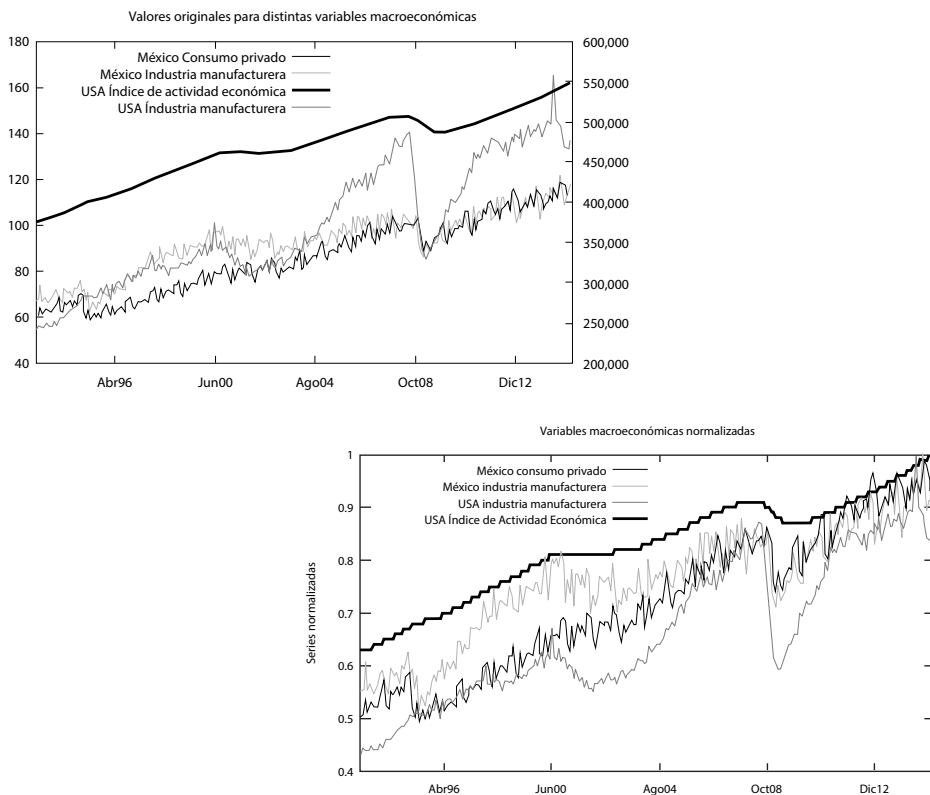 Valores originales para distintas variables macroeconómicas
180
160
140
120
100
80
60
40
600,000
550,000
500,000
450,000
400,000
350,000
300,000
250,000
200,000
México Consumo privado
México Industria manufacturera
USA Índice de actividad económica
USA Índustria manufacturera
Abr96 Jun00 Ago04 Oct08 Dic12
Variables macroeconómicas normalizadas
Series normalizadas
1
0.9
0.8
0.7
0.6
0.5
0.4
México consumo privado
México industria manufacturera
USA industria manufacturera
USA Índice de Actividad Económica
Abr96 Jun00 Ago04 Oct08 Dic12